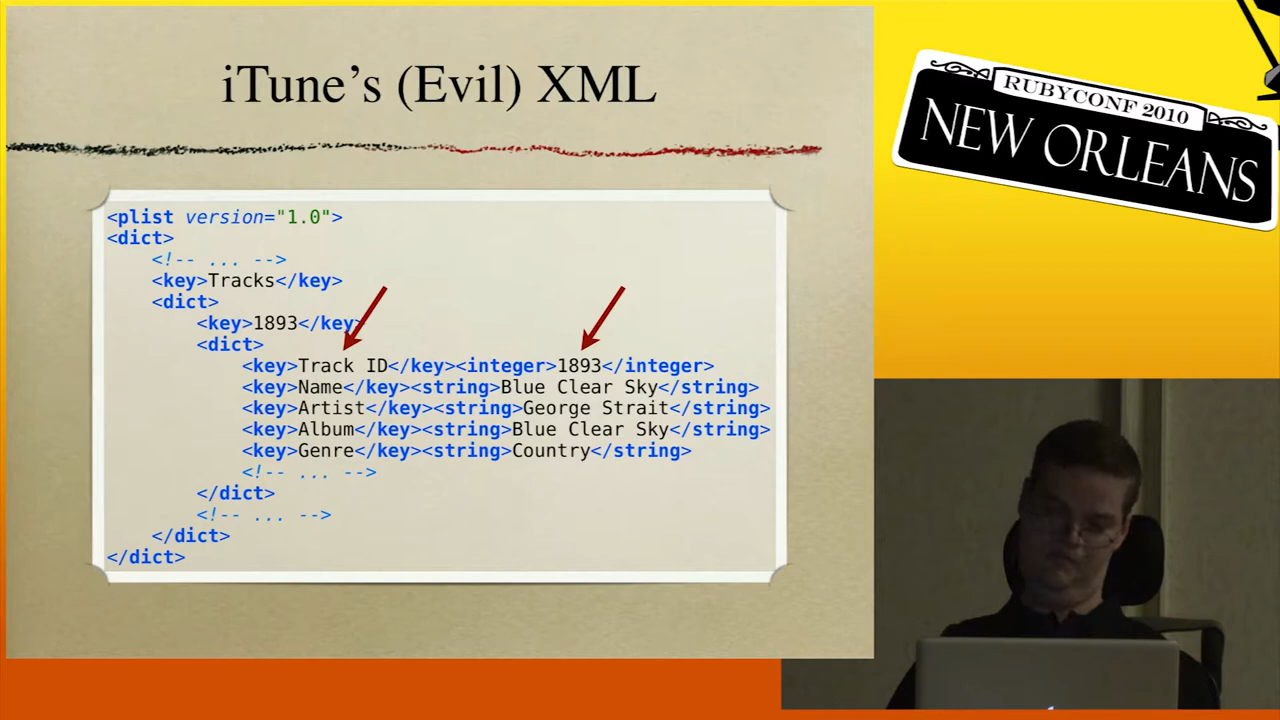 iTune's (Evil) XML
RUBYCONF 2010
NEW ORLEANS
<plist version="1.0">
<dict>
<!-- ... -->
<key>Tracks</key>
<dict>
<key>1893</key>
<dict>
<key>Track ID</key><integer>1893</integer>
<key>Name</key><string>Blue Clear Sky</string>
<key>Artist</key><string>George Strait</string>
<key>Album</key><string>Blue Clear Sky</string>
<key>Genre</key><string>Country</string>
<!-- ... -->
</dict>
<!-- ... -->
</dict>
</dict>